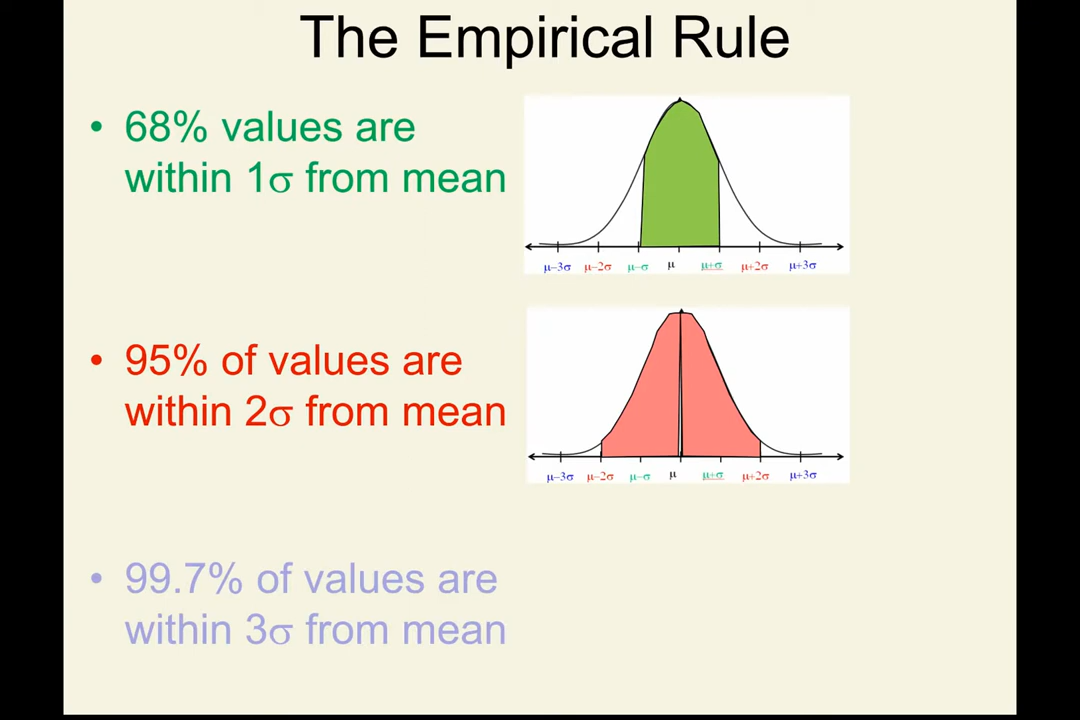 The Empirical Rule
• 68% values are
within 1σ from mean
μ−3σ μ−2σ μ−σ μ μ+σ μ+2σ μ+3σ
• 95% of values are
within 2σ from mean
μ−3σ μ−2σ μ−σ μ μ+σ μ+2σ μ+3σ
• 99.7% of values are
within 3σ from mean